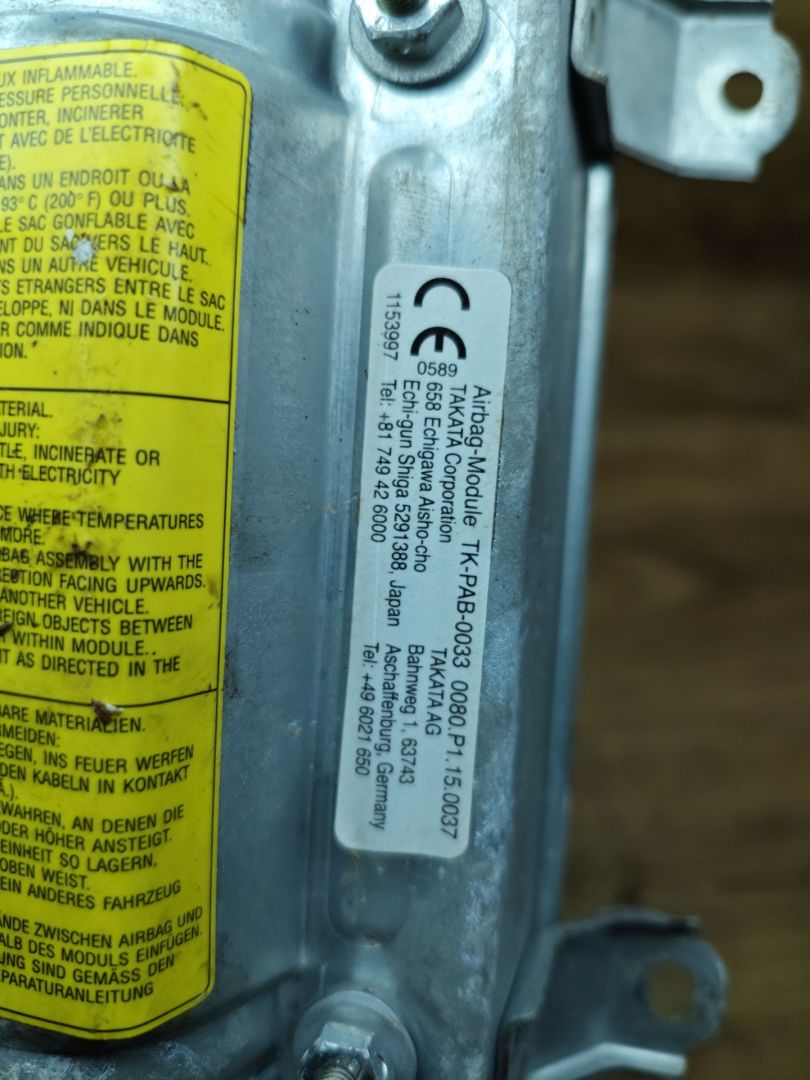 UX INFLAMMABLE.
ESSURE PERSONNELLE.
ONTER, INCINERER
T AVEC DE L'ELECTRICITE
E).
ANS UN ENDROIT OU LA
93°C (200°F) OU PLUS.
LE SAC GONFLABLE AVEC
NT DU SAC VERS LE HAUT.
NS UN AUTRE VEHICULE.
TS ETRANGERS ENTRE LE SAC
ELOPPE, NI DANS LE MODULE.
ER COMME INDIQUE DANS
ION."
ATERIAL.
JURY:
TLE, INCINERATE OR
TH ELECTRICITY
CE WHERE TEMPERATURES
MORE.
RBAG ASSEMBLY WITH THE
RECTION FACING UPWARDS.
ANOTHER VEHICLE.
REIGN OBJECTS BETWEEN
R WITHIN MODULE..
NT AS DIRECTED IN THE
BARE MATERIALIEN.
RMEIDEN:
EGEN, INS FEUER WERFEN
DEN KABELN IN KONTAKT
Ä.).
EWAHREN, AN DENEN DIE
ODER HÖHER ANSTEIGT.
EINHEIT SO LAGERN,
OBEN WEIST.
EIN ANDERES FAHRZEUG
ÄNDE ZWISCHEN AIRBAG UND
ALB DES MODULS EINFÜGEN.
UNG SIND GEMÄSS DEN
PARATURANLEITUNG
CE
0589
1153997
Airbag-Module TK-PAB-0033 0080.P1.15.0037
TAKATA Corporation
658 Echigawa Aisho-cho
Echi-gun Shiga 5291388, Japan
Tel: +81 749 42 6000
TAKATA AG
Bahnweg 1, 63743
Aschaffenburg, Germany
Tel: +49 6021 650